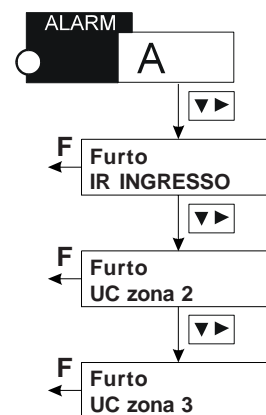 ALARM
A
F
Furto
IR INGRESSO
F
Furto
UC zona 2
F
Furto
UC zona 3